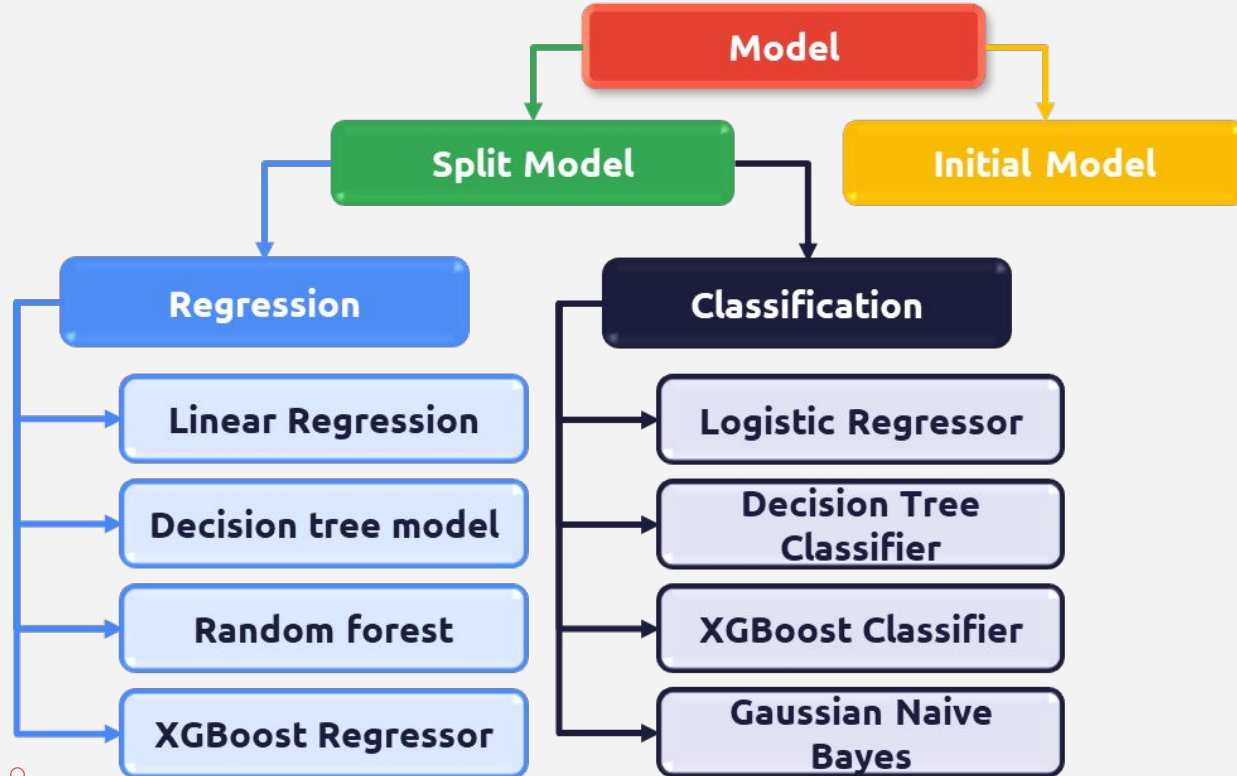 Model
Split Model
Initial Model
Regression
Classification
Linear Regression
Decision tree model
Random forest
XGBoost Regressor
Logistic Regressor
Decision Tree
Classifier
XGBoost Classifier
Gaussian Naive
Bayes